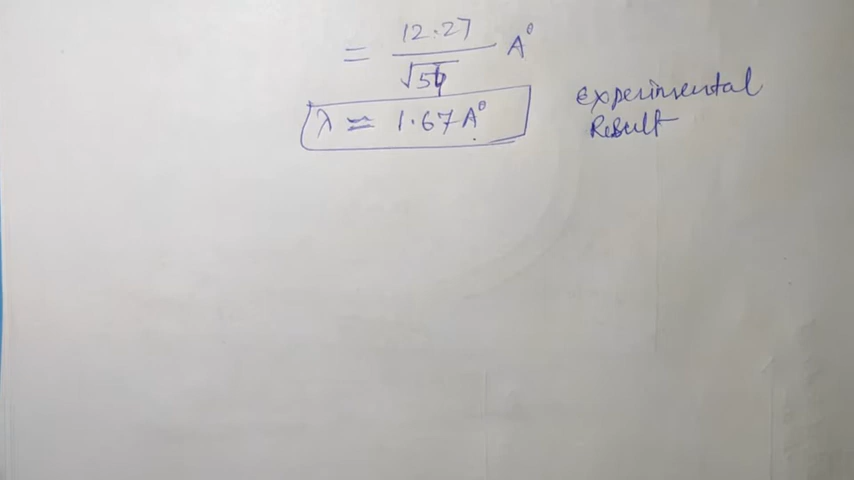 = 12.27 / √54 A°
λ ≃ 1.67 A°
Experimental
Result